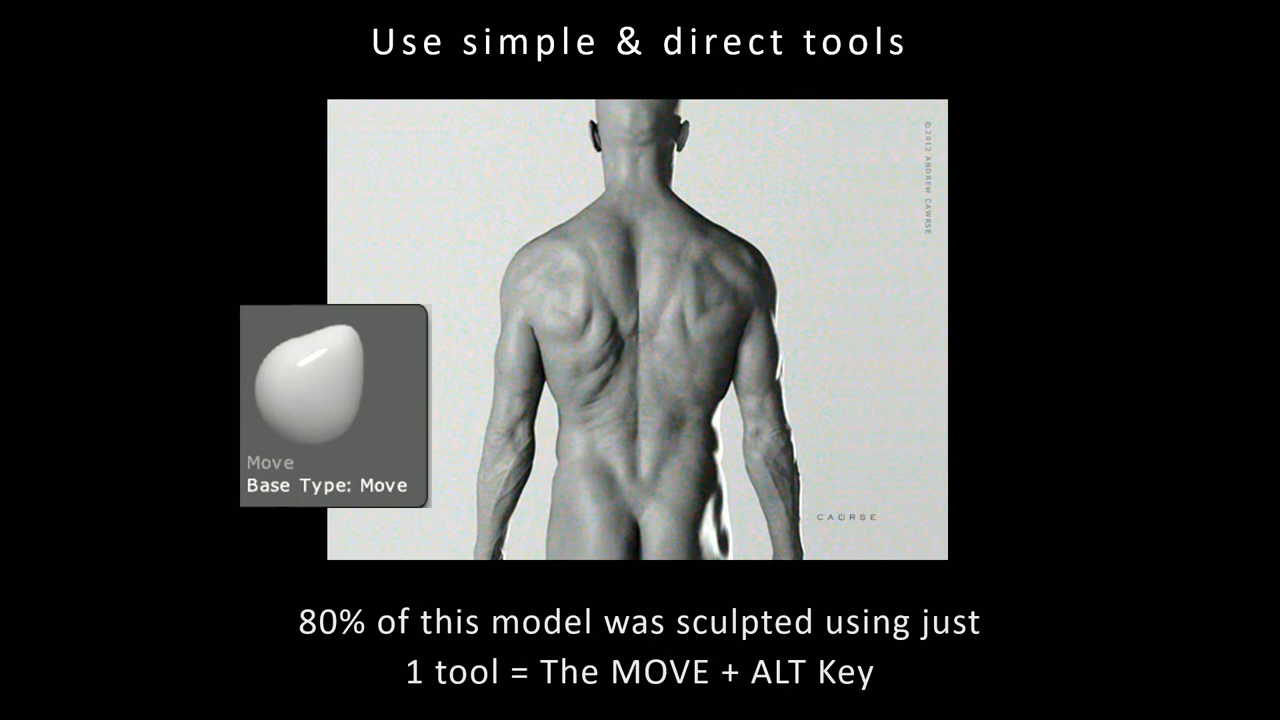 Use simple & direct tools
©2012 ANDREW CAWRSE
Move
Base Type: Move
CAURSE
80% of this model was sculpted using just
1 tool = The MOVE + ALT Key